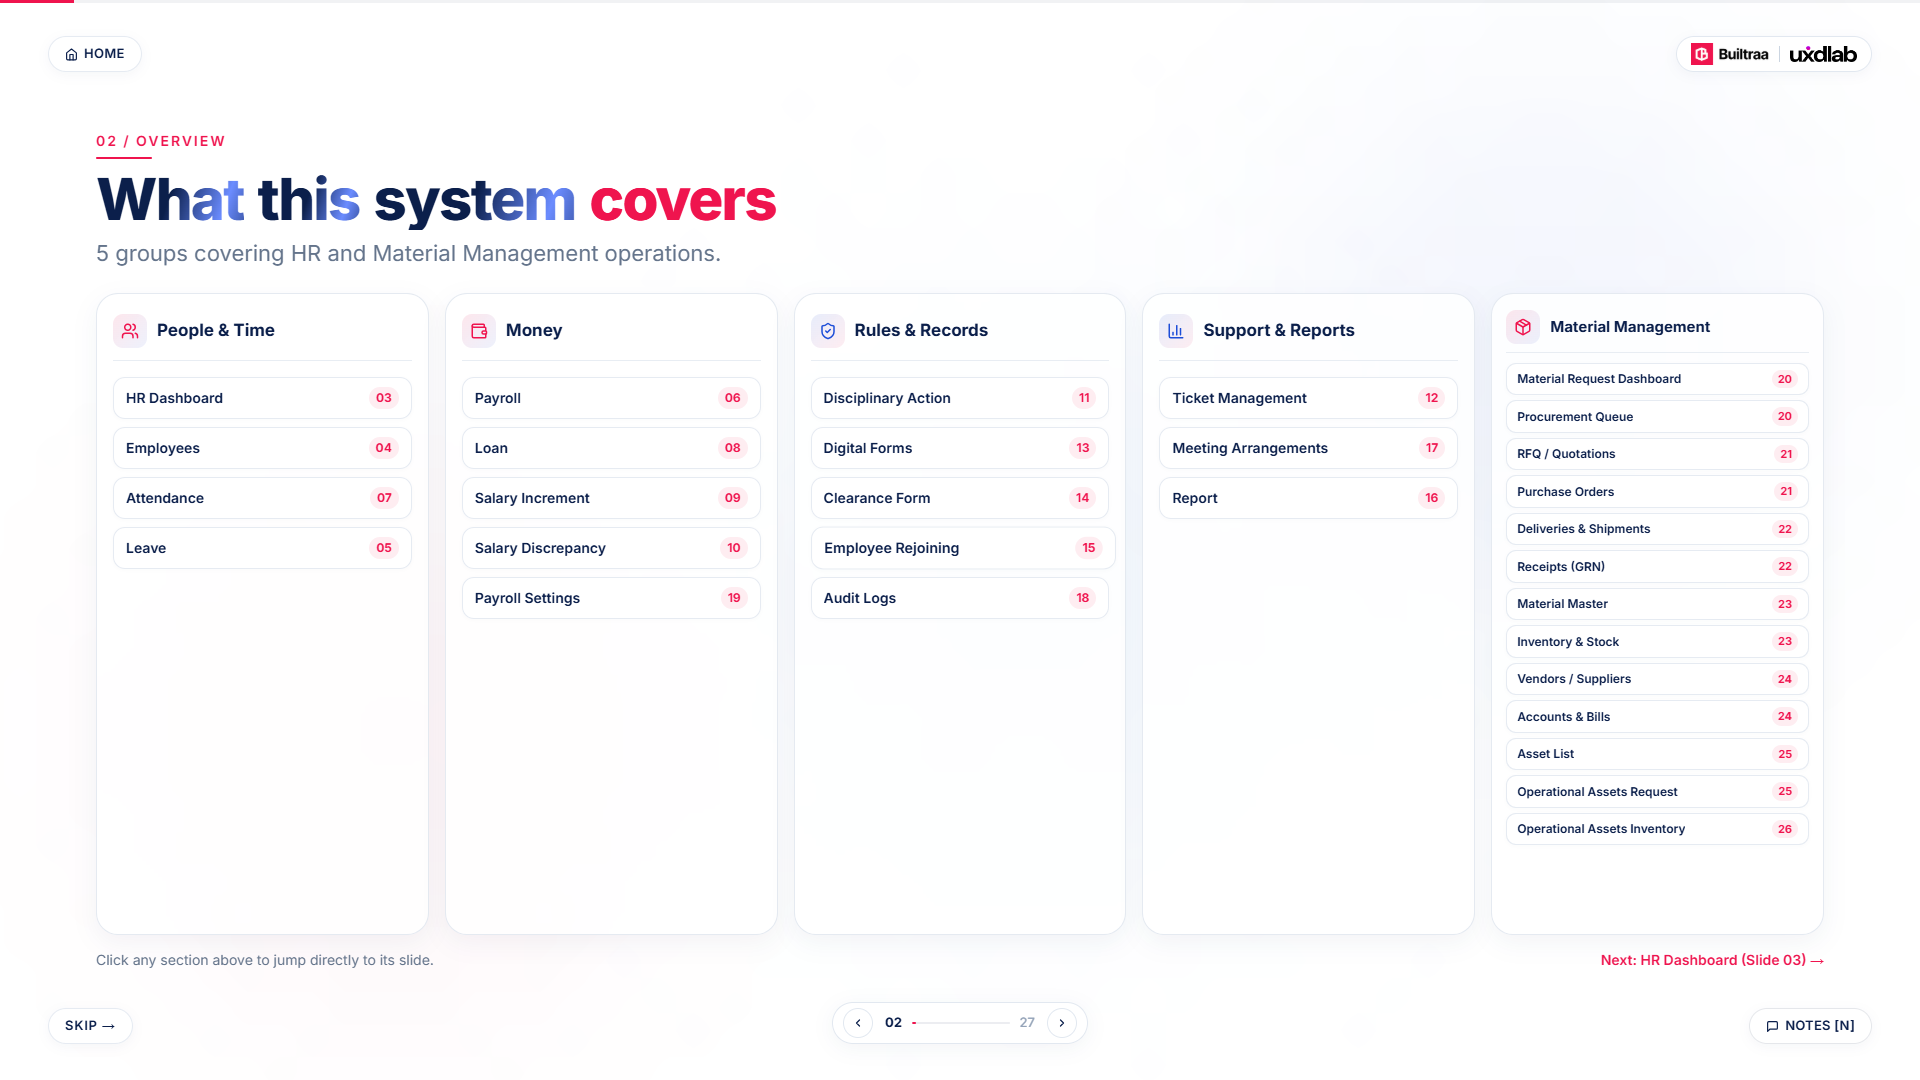 HOME
Builtraa
uxdlab
02 / OVERVIEW
What this system covers
5 groups covering HR and Material Management operations.
People & Time
HR Dashboard 03
Employees 04
Attendance 07
Leave 05
Money
Payroll 06
Loan 08
Salary Increment 09
Salary Discrepancy 10
Payroll Settings 19
Rules & Records
Disciplinary Action 11
Digital Forms 13
Clearance Form 14
Employee Rejoining 15
Audit Logs 18
Support & Reports
Ticket Management 12
Meeting Arrangements 17
Report 16
Material Management
Material Request Dashboard 20
Procurement Queue 20
RFQ / Quotations 21
Purchase Orders 21
Deliveries & Shipments 22
Receipts (GRN) 22
Material Master 23
Inventory & Stock 23
Vendors / Suppliers 24
Accounts & Bills 24
Asset List 25
Operational Assets Request 25
Operational Assets Inventory 26
Click any section above to jump directly to its slide.
Next: HR Dashboard (Slide 03) →
SKIP →
02 27
NOTES [N]